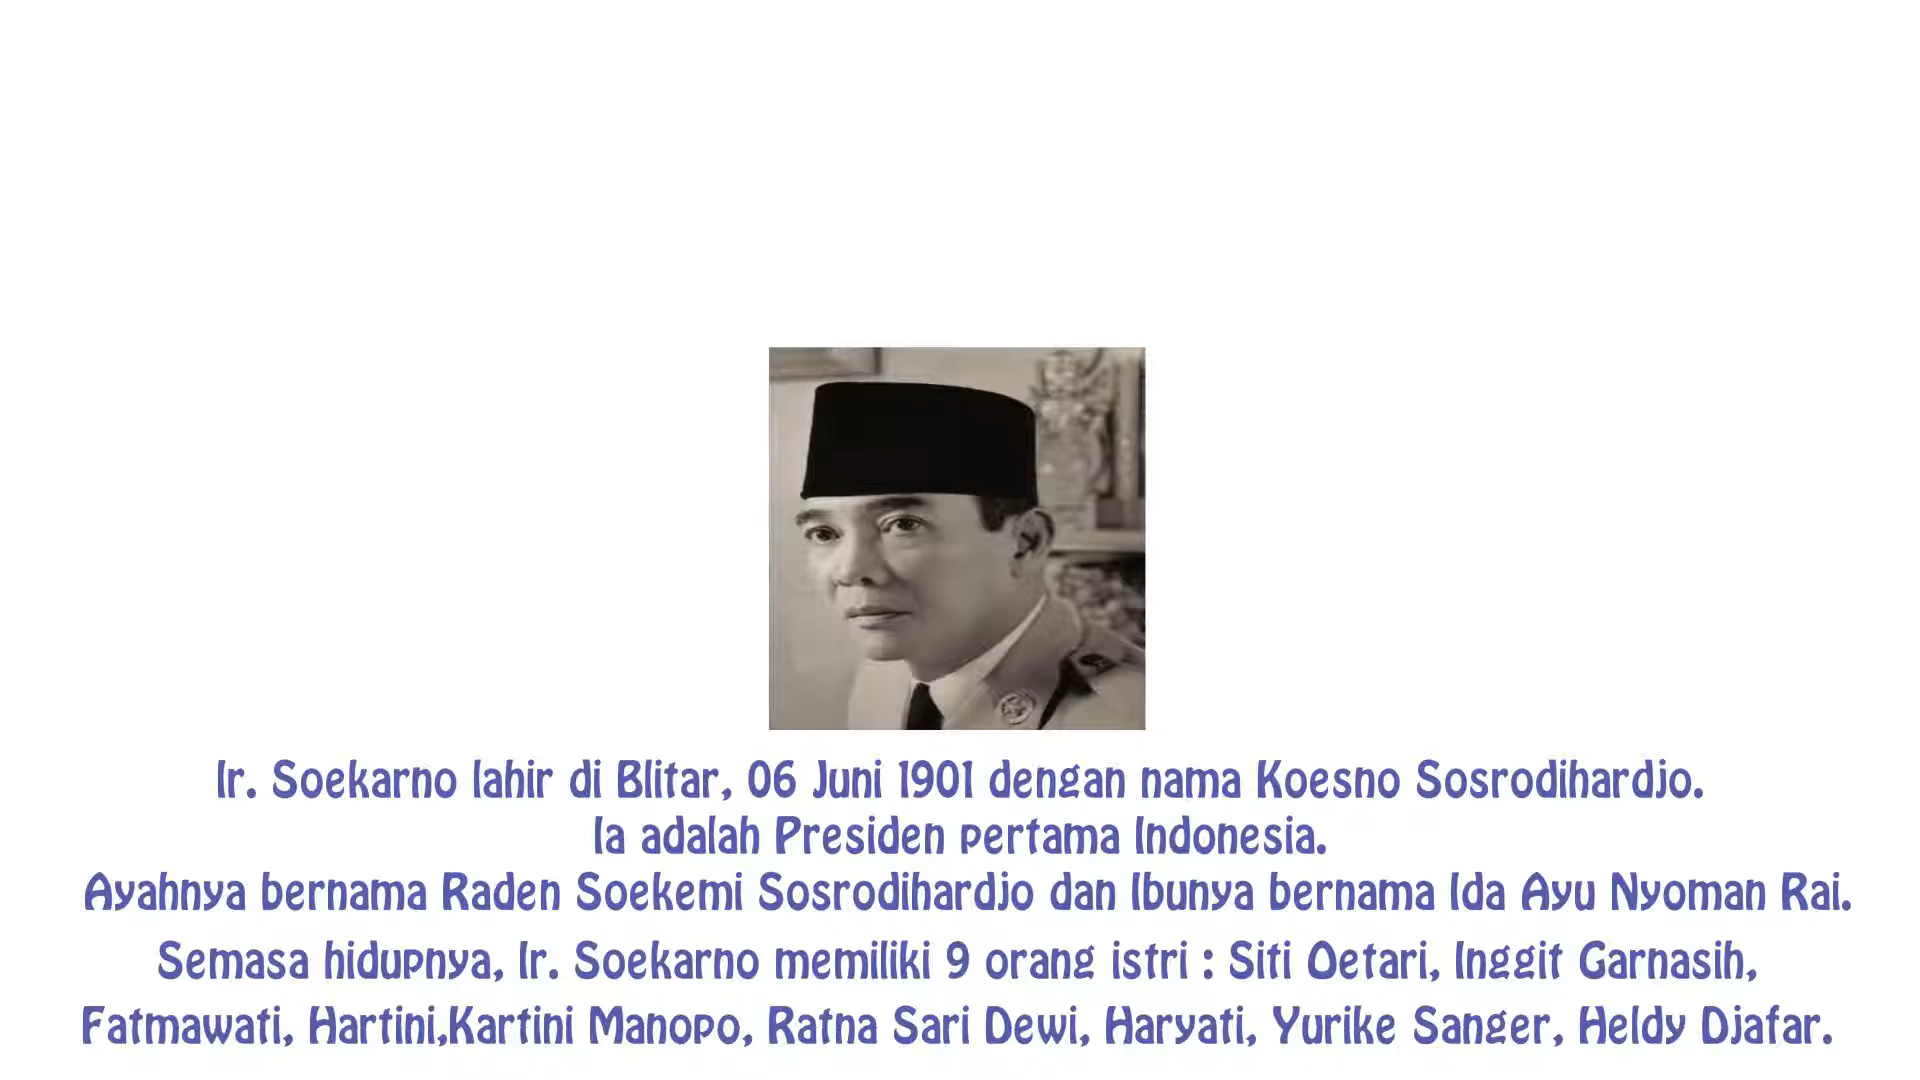 Ir. Soekarno lahir di Blitar, 06 Juni 1901 dengan nama Koesno Sosrodihardjo.
Ia adalah Presiden pertama Indonesia.
Ayahnya bernama Raden Soekemi Sosrodihardjo dan Ibunya bernama Ida Ayu Nyoman Rai.
Semasa hidupnya, Ir. Soekarno memiliki 9 orang istri : Siti Oetari, Inggit Garnasih,
Fatmawati, Hartini,Kartini Manopo, Ratna Sari Dewi, Haryati, Yurike Sanger, Heldy Djafar.